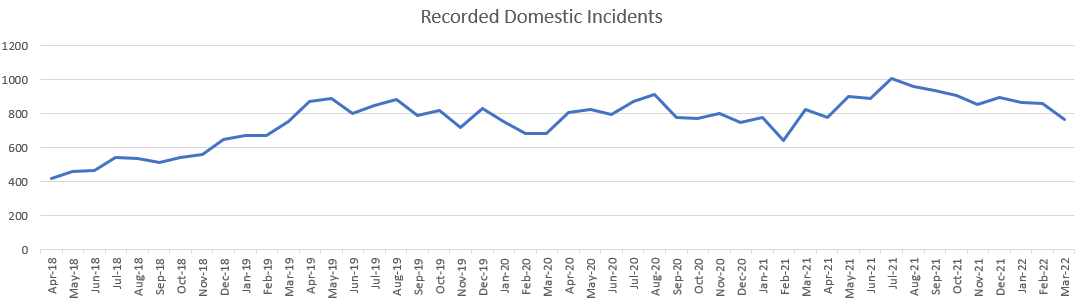 Recorded Domestic Incidents
1200
1000
800
600
400
200
0
Apr-18
May-18
Jun-18
Jul-18
Aug-18
Sep-18
Oct-18
Nov-18
Dec-18
Jan-19
Feb-19
Mar-19
Apr-19
May-19
Jun-19
Jul-19
Aug-19
Sep-19
Oct-19
Nov-19
Dec-19
Jan-20
Feb-20
Mar-20
Apr-20
May-20
Jun-20
Jul-20
Aug-20
Sep-20
Oct-20
Nov-20
Dec-20
Jan-21
Feb-21
Mar-21
Apr-21
May-21
Jun-21
Jul-21
Aug-21
Sep-21
Oct-21
Nov-21
Dec-21
Jan-22
Feb-22
Mar-22